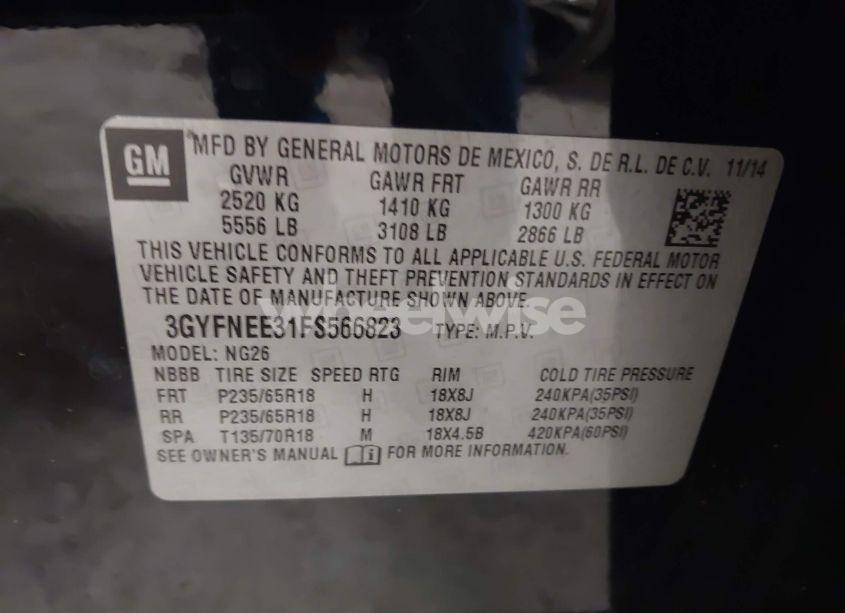 GM
MFD BY GENERAL MOTORS DE MEXICO, S. DE R.L. DE C.V. 11/14
GVWR GAWR FRT GAWR RR
2520 KG 1410 KG 1300 KG
5556 LB 3108 LB 2866 LB
THIS VEHICLE CONFORMS TO ALL APPLICABLE U.S. FEDERAL MOTOR
VEHICLE SAFETY AND THEFT PREVENTION STANDARDS IN EFFECT ON
THE DATE OF MANUFACTURE SHOWN ABOVE.
wheelwise
3GYFNEE31FS566823 TYPE: M.P.V.
MODEL: NG26
NBBB TIRE SIZE SPEED RTG RIM COLD TIRE PRESSURE
FRT P235/65R18 H 18X8J 240KPA(35PSI)
RR P235/65R18 H 18X8J 240KPA(35PSI)
SPA T135/70R18 M 18X4.5B 420KPA(60PSI)
SEE OWNER'S MANUAL i FOR MORE INFORMATION.